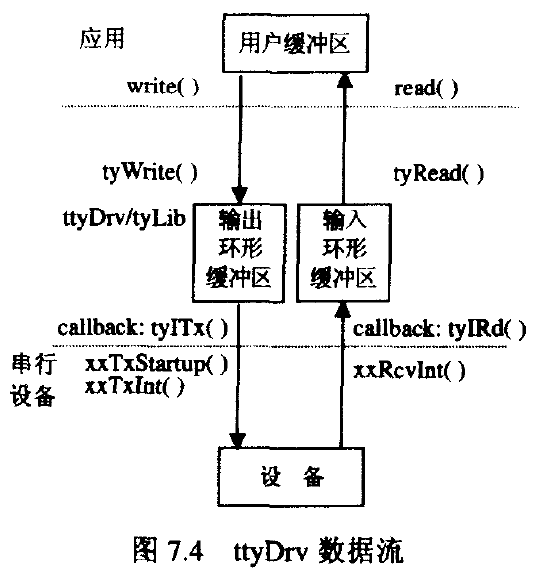 应用
用户缓冲区
write( )
read( )
tyWrite( )
tyRead( )
ttyDrv/tyLib
输出
环形
缓冲区
输入
环形
缓冲区
callback: tyITx( )
callback: tyIRd( )
串行
设备
xxTxStartup( )
xxTxInt( )
xxRcvInt( )
设 备
图 7.4 ttyDrv 数据流